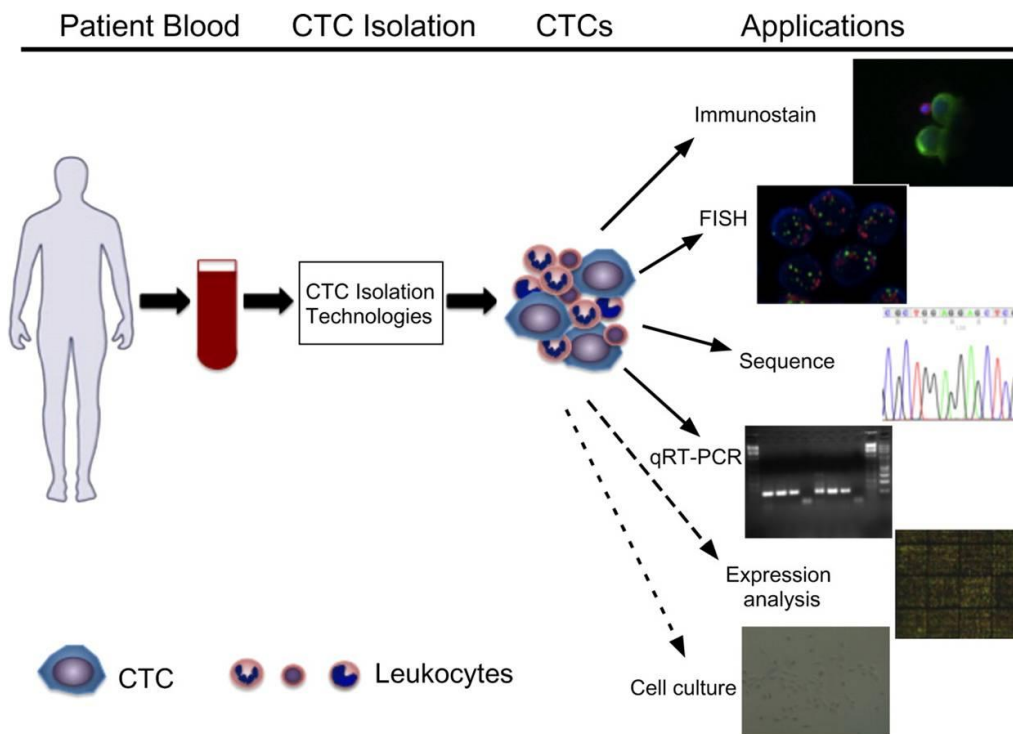 Patient Blood CTC Isolation CTCs Applications
Immunostain
FISH
CTC Isolation
Technologies
CGCTGGAGGAGCTC
Sequence
qRT-PCR
Expression
analysis
Cell culture
CTC
Leukocytes